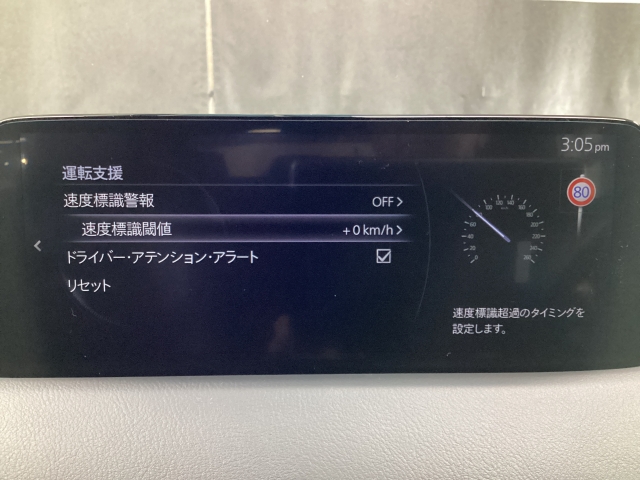 3:05 pm
運転支援
速度標識警報 OFF
速度標識閾値 +0 km/h
ドライバー・アテンション・アラート
リセット
80
速度標識超過のタイミングを
設定します。